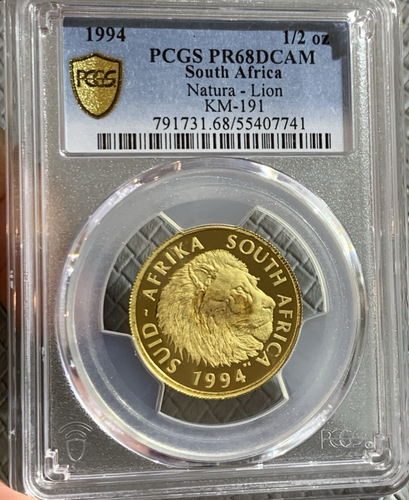 1994 1/2 oz
PCGS PR68DCAM
South Africa
Natura - Lion
KM-191
791731.68/55407741
PCGS
SUID - AFRIKA SOUTH AFRICA
1994
PCGS